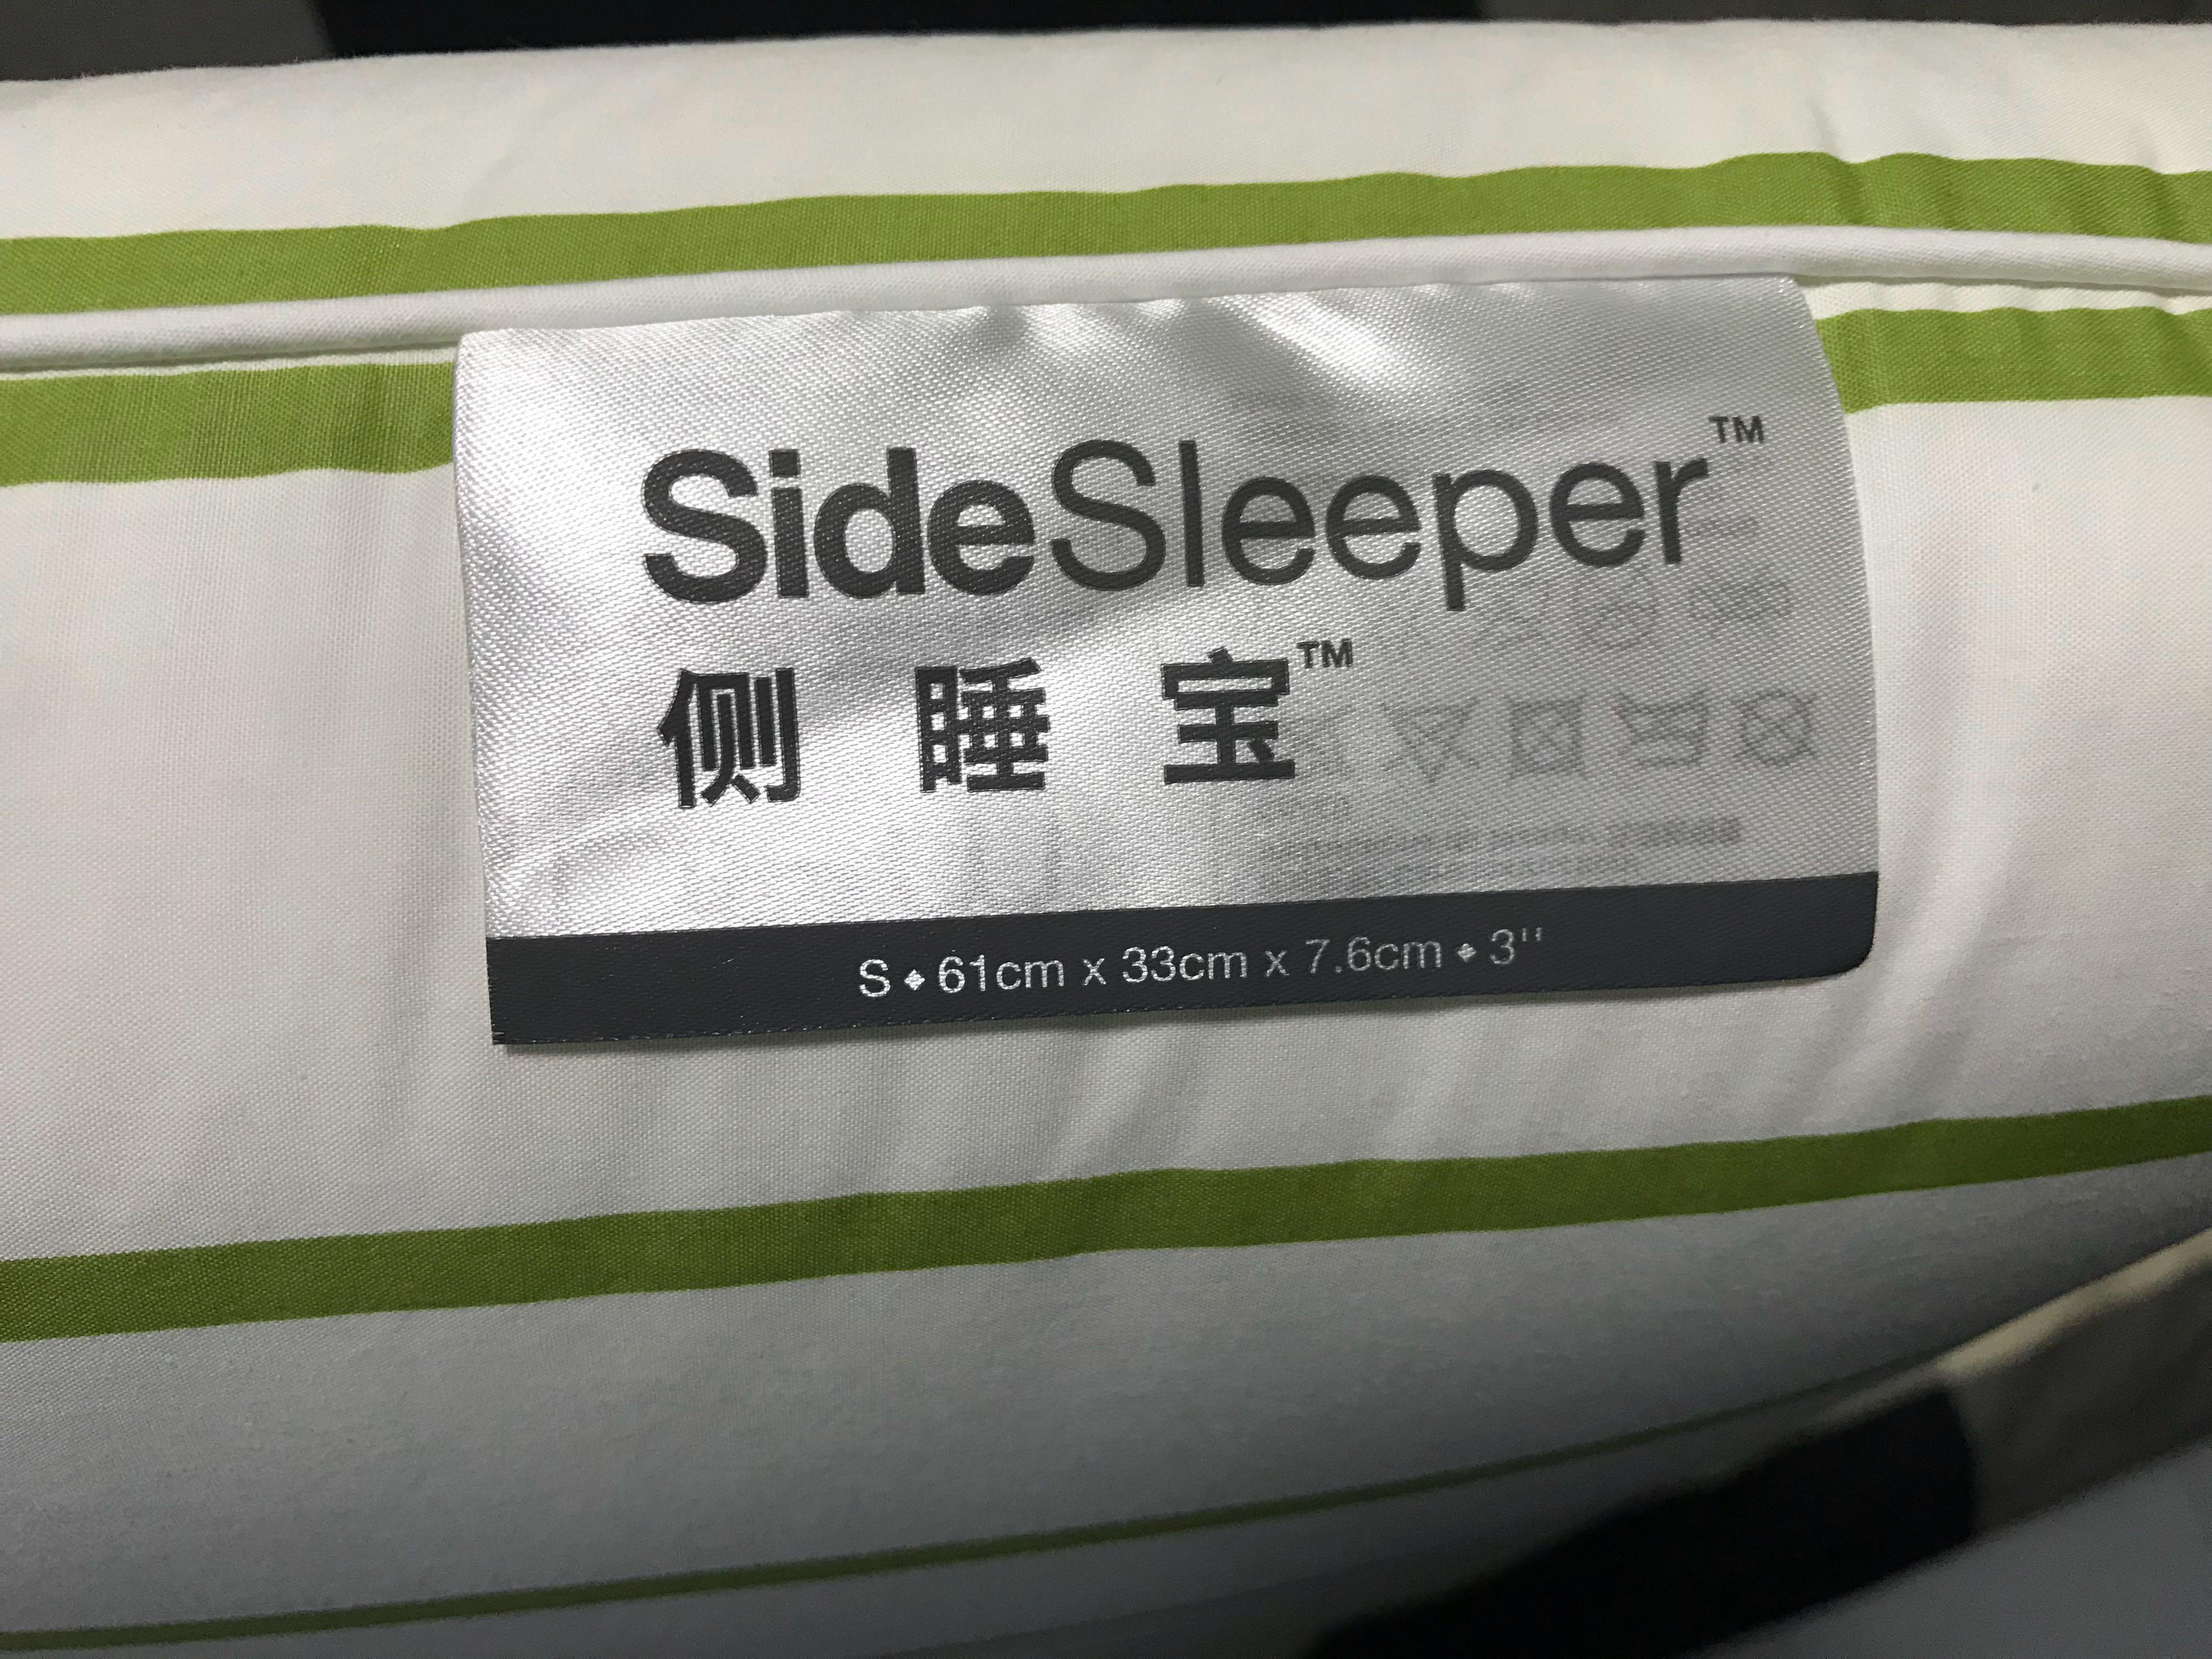 SideSleeper™
侧睡宝™
S ◆ 61cm x 33cm x 7.6cm ◆ 3"